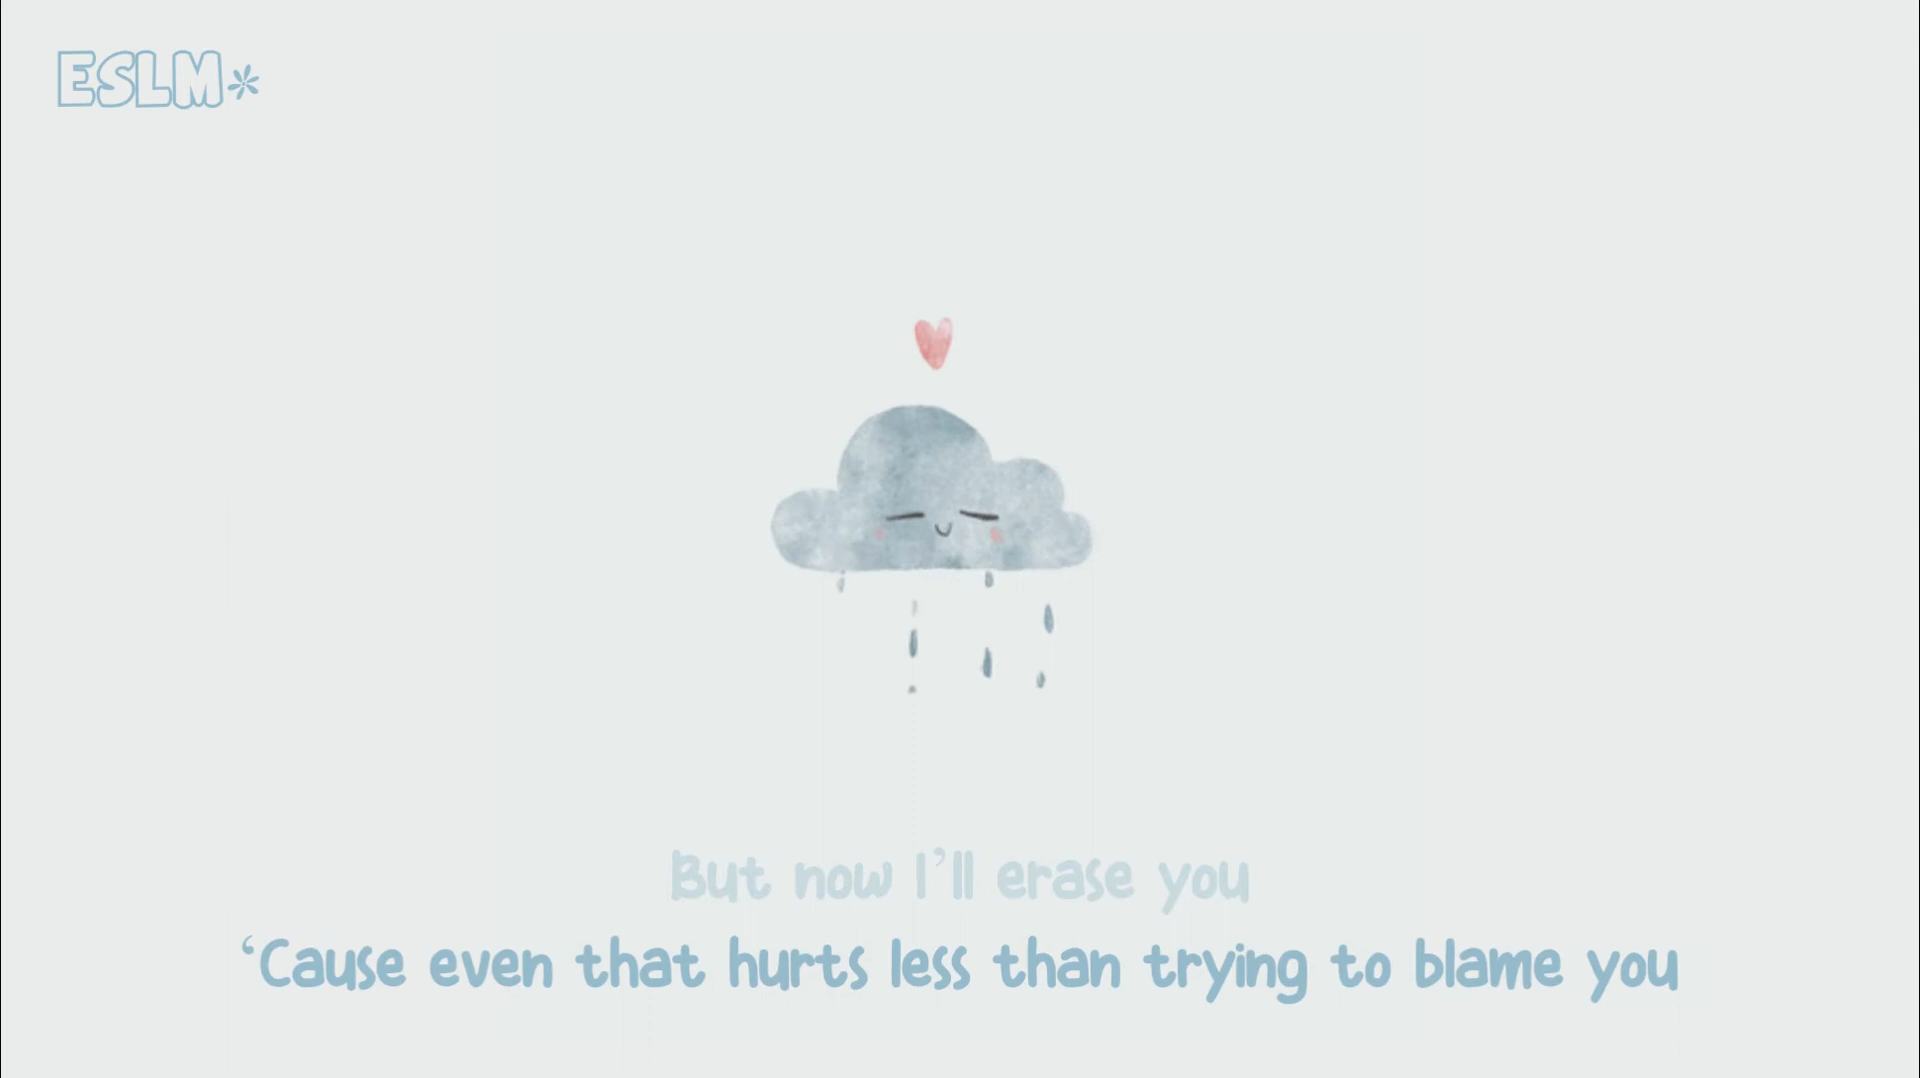 ESLM*
But now I'll erase you
‘Cause even that hurts less than trying to blame you